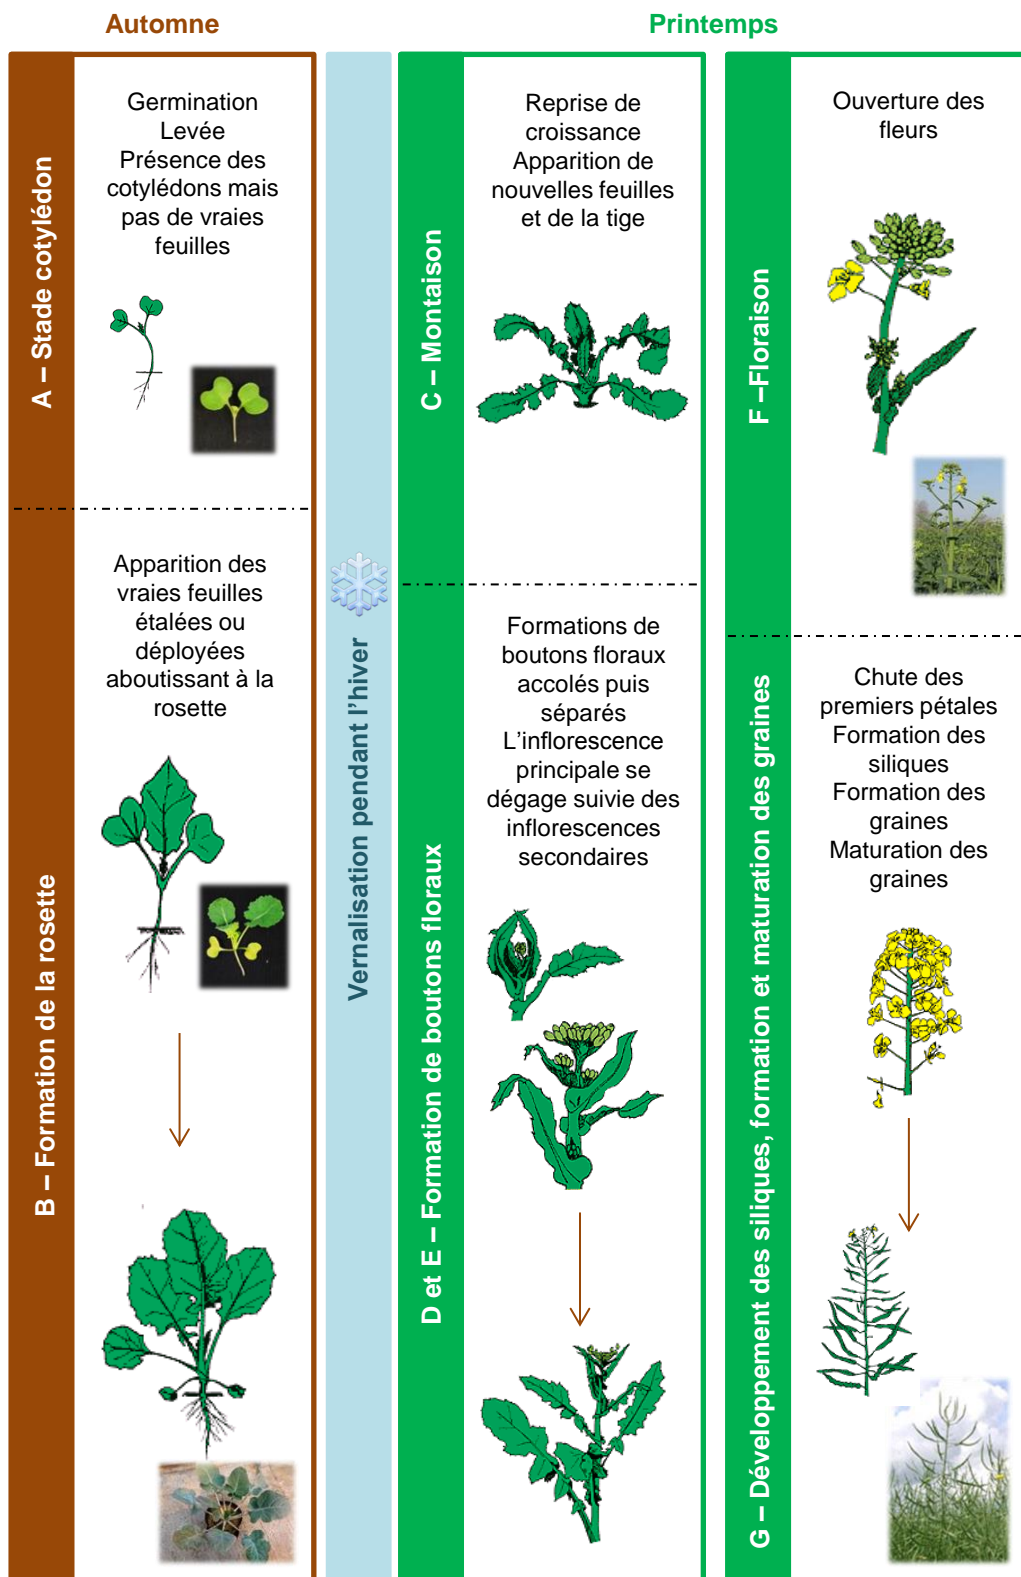 Automne
Printemps
A – Stade cotylédon
Germination
Levée
Présence des
cotylédons mais
pas de vraies
feuilles
B – Formation de la rosette
Apparition des
vraies feuilles
étalées ou
déployées
aboutissant à la
rosette
Vernalisation pendant l'hiver
C – Montaison
Reprise de
croissance
Apparition de
nouvelles feuilles
et de la tige
D et E – Formation de boutons floraux
Formations de
boutons floraux
accolés puis
séparés
L'inflorescence
principale se
dégage suivie des
inflorescences
secondaires
F –Floraison
Ouverture des
fleurs
G – Développement des siliques, formation et maturation des graines
Chute des
premiers pétales
Formation des
siliques
Formation des
graines
Maturation des
graines